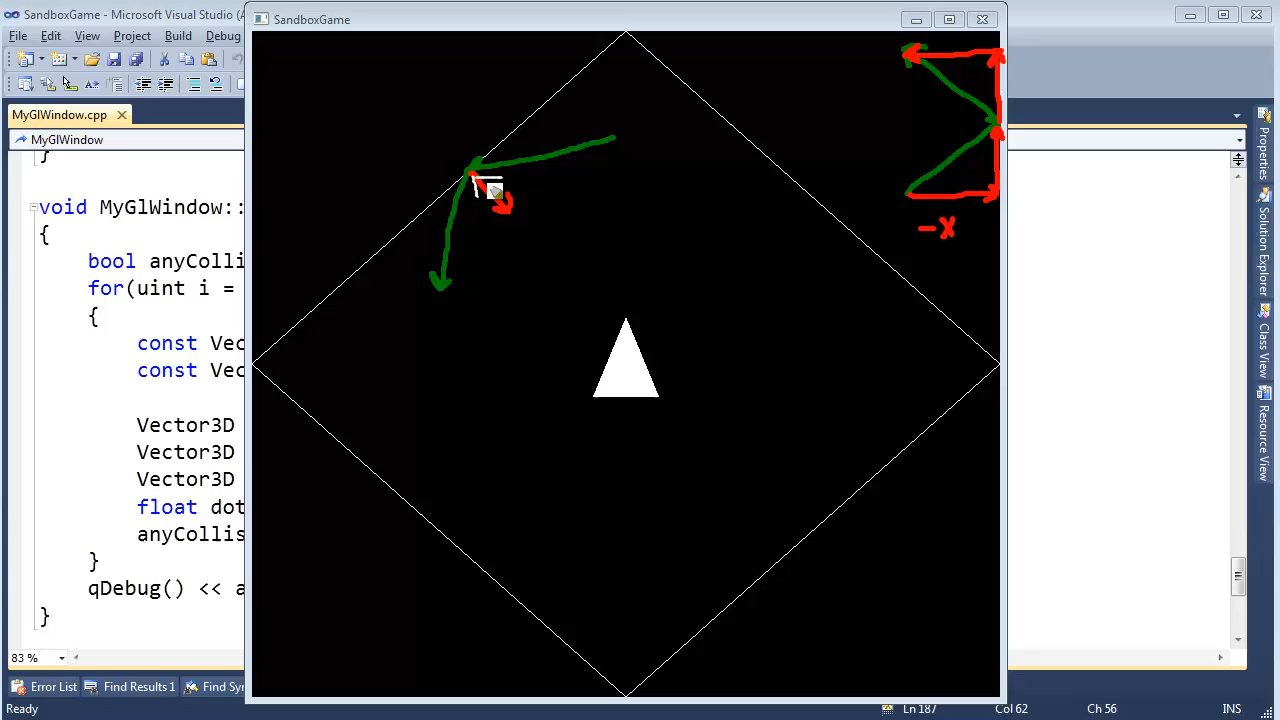 SandboxGame - Microsoft Visual Studio (A
SandboxGame
File Edit View Project Build Debug
MyGlWindow.cpp
MyGlWindow
}
void MyGlWindow::
{
bool anyCollis
for(uint i =
{
const Vec
const Vec
Vector3D
Vector3D
Vector3D
float dot
anyCollis
}
qDebug() << a
}
-x
83 %
Error List Find Results 1 Find Sy
Ready Ln 187 Col 62 Ch 56 INS
Properties
Solution Explorer
Class View
Resource View